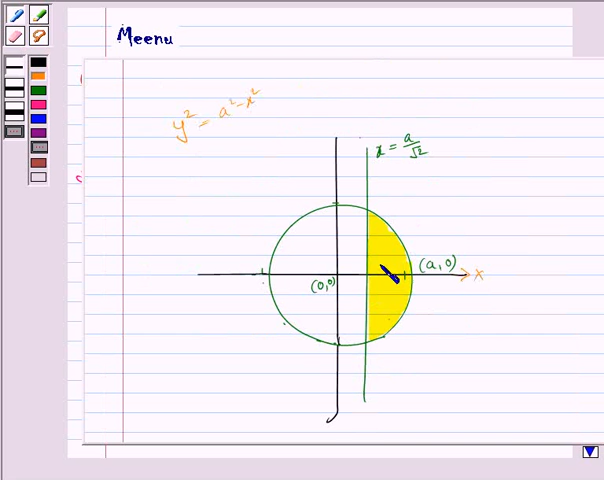 Meenu
y² = a² - x²
x = a/√2
(a, 0)
x
(0,0)
y